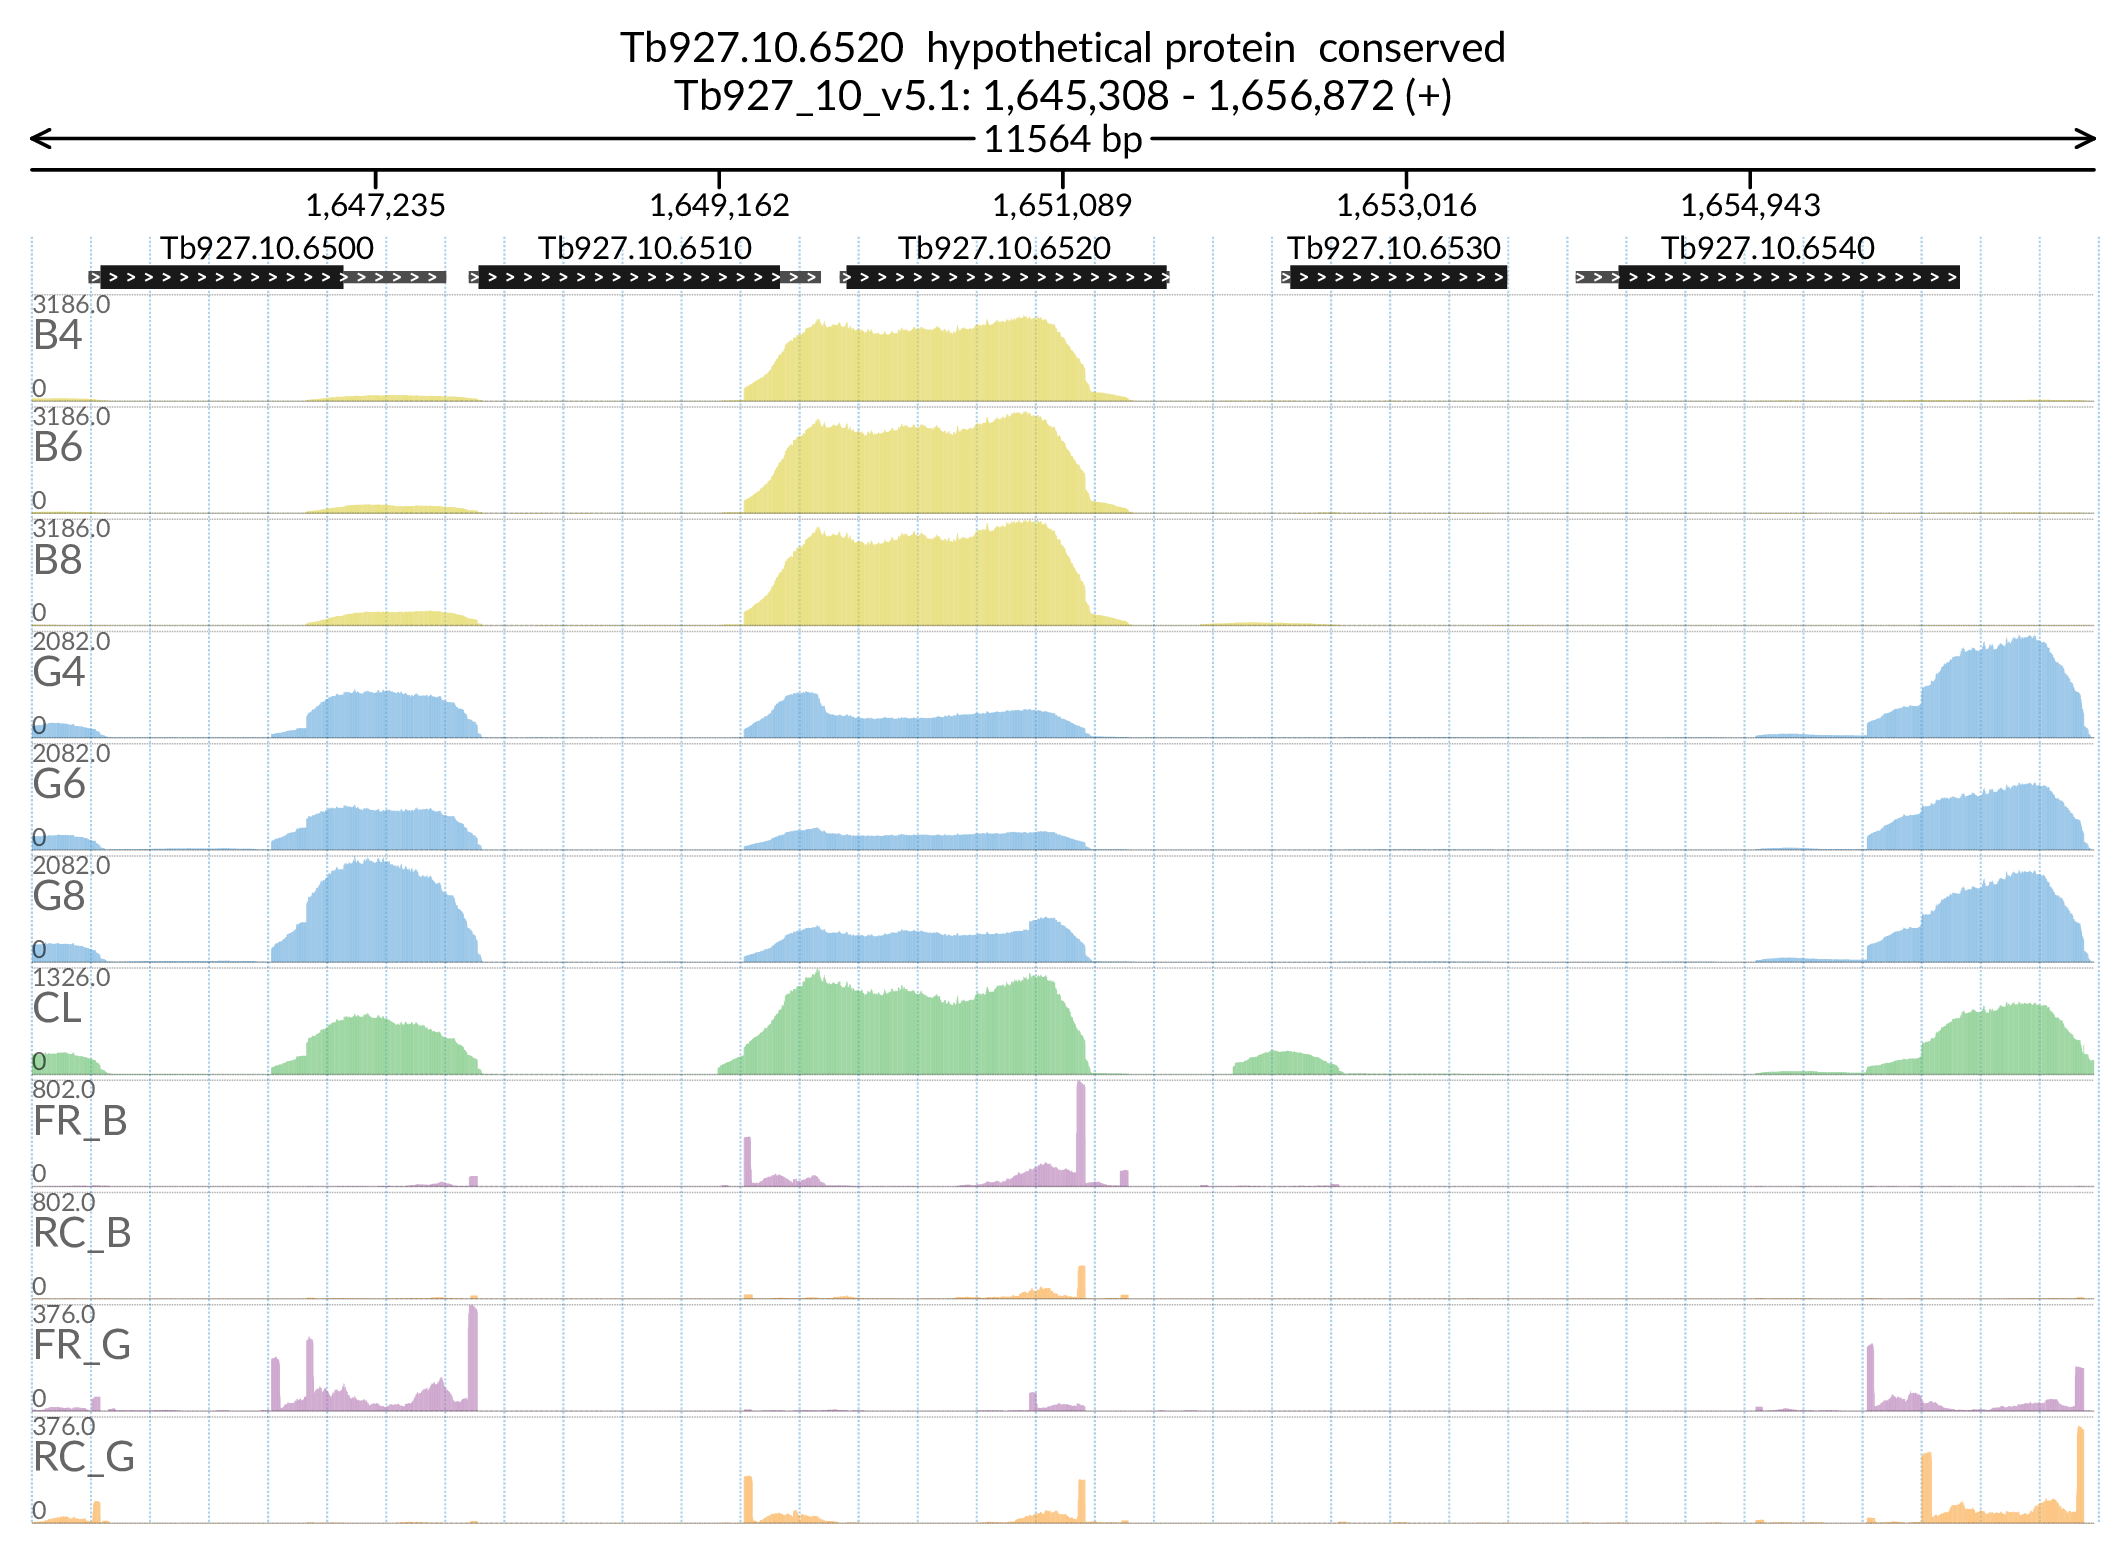 Tb927.10.6520  hypothetical protein  conserved
Tb927_10_v5.1: 1,645,308 - 1,656,872 (+)
11564 bp
1,647,235 1,649,162 1,651,089 1,653,016 1,654,943
Tb927.10.6500 Tb927.10.6510 Tb927.10.6520 Tb927.10.6530 Tb927.10.6540
3186.0
B4
0
3186.0
B6
0
3186.0
B8
0
2082.0
G4
0
2082.0
G6
0
2082.0
G8
0
1326.0
CL
0
802.0
FR_B
0
802.0
RC_B
0
376.0
FR_G
0
376.0
RC_G
0